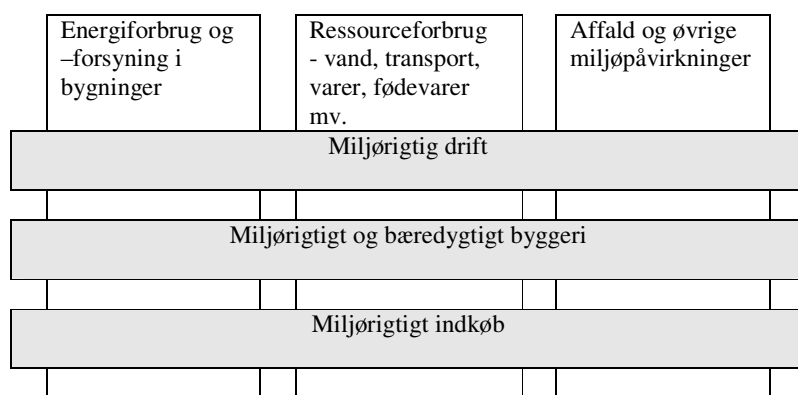 Energiforbrug og
–forsyning i
bygninger
Ressourceforbrug
- vand, transport,
varer, fødevarer
mv.
Affald og øvrige
miljøpåvirkninger
Miljørigtig drift
Miljørigtigt og bæredygtigt byggeri
Miljørigtigt indkøb